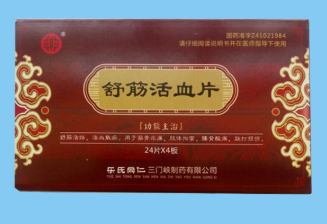 国药准字Z41021984
请仔细阅读说明书并在医师指导下使用
舒筋活血片
『功能主治』
舒筋活络，活血散瘀。用于筋骨疼痛，肢体拘挛，腰背酸痛，跌打损伤。
24片X4板
乐氏同仁 三门峡制药有限公司